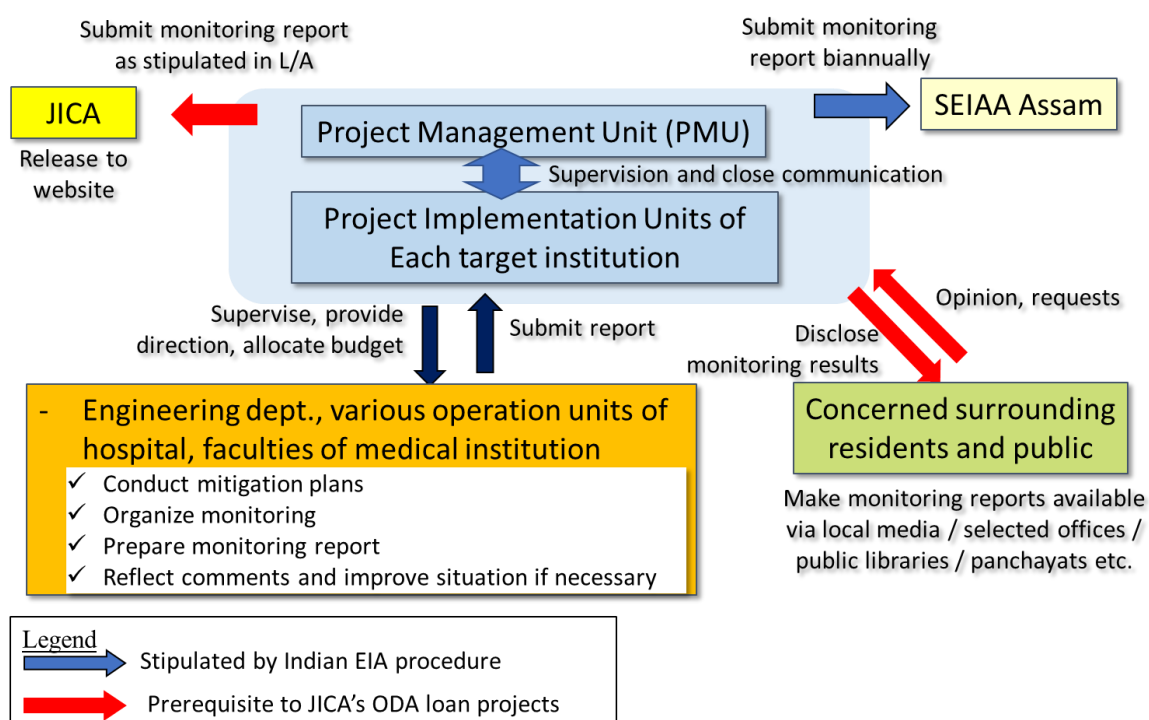 Submit monitoring report
as stipulated in L/A
Submit monitoring
report biannually
JICA
SEIAA Assam
Release to
website
Project Management Unit (PMU)
Supervision and close communication
Project Implementation Units of
Each target institution
Supervise, provide
direction, allocate budget
Submit report
Opinion, requests
Disclose
monitoring results
- Engineering dept., various operation units of
hospital, faculties of medical institution
✓ Conduct mitigation plans
✓ Organize monitoring
✓ Prepare monitoring report
✓ Reflect comments and improve situation if necessary
Concerned surrounding
residents and public
Make monitoring reports available
via local media / selected offices /
public libraries / panchayats etc.
Legend
Stipulated by Indian EIA procedure
Prerequisite to JICA's ODA loan projects